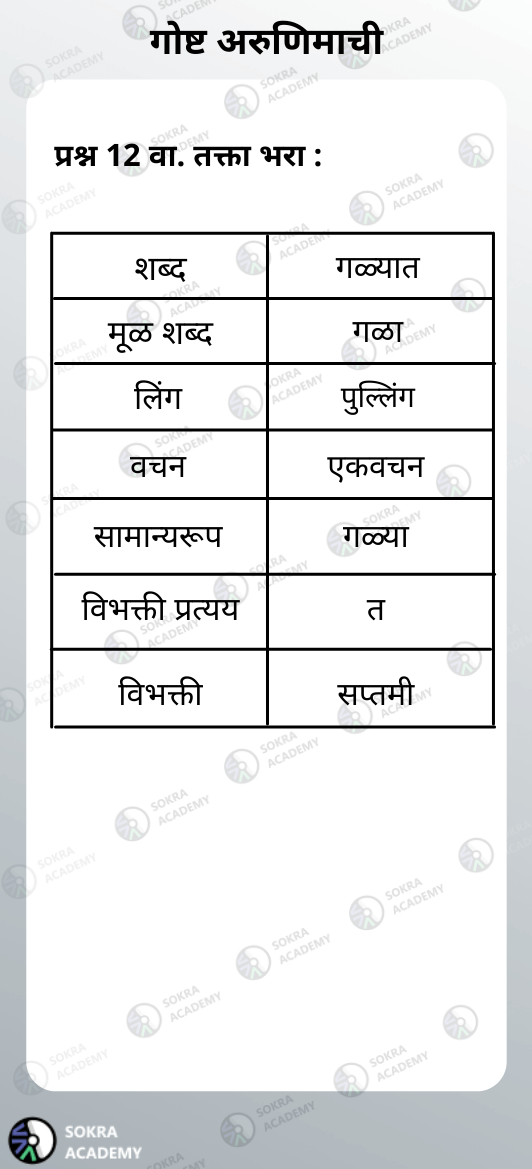 गोष्ट अरुणिमाची
प्रश्न 12 वा. तक्ता भरा :
शब्द गळ्यात
मूळ शब्द गळा
लिंग पुल्लिंग
वचन एकवचन
सामान्यरूप गळ्या
विभक्ती प्रत्यय त
विभक्ती सप्तमी
SOKRA
ACADEMY